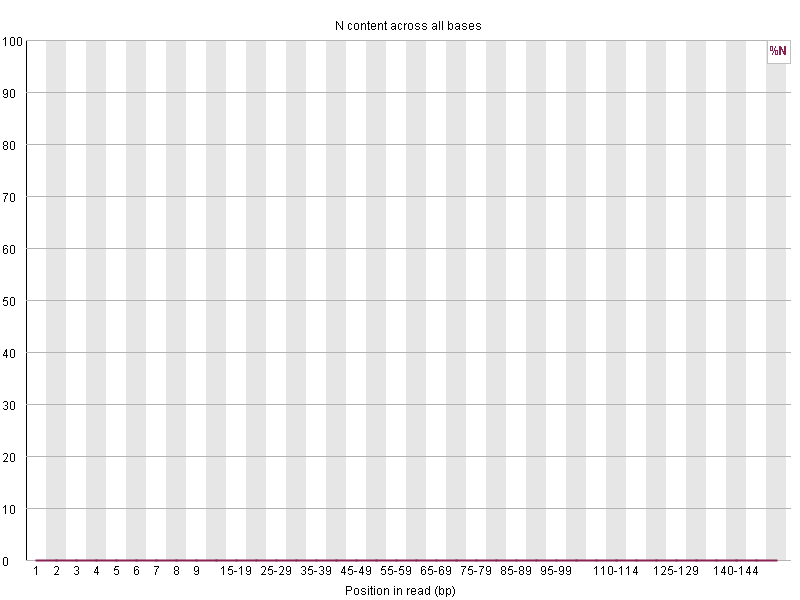 N content across all bases
%N
100
90
80
70
60
50
40
30
20
10
0
1 2 3 4 5 6 7 8 9 15-19 25-29 35-39 45-49 55-59 65-69 75-79 85-89 95-99 110-114 125-129 140-144
Position in read (bp)